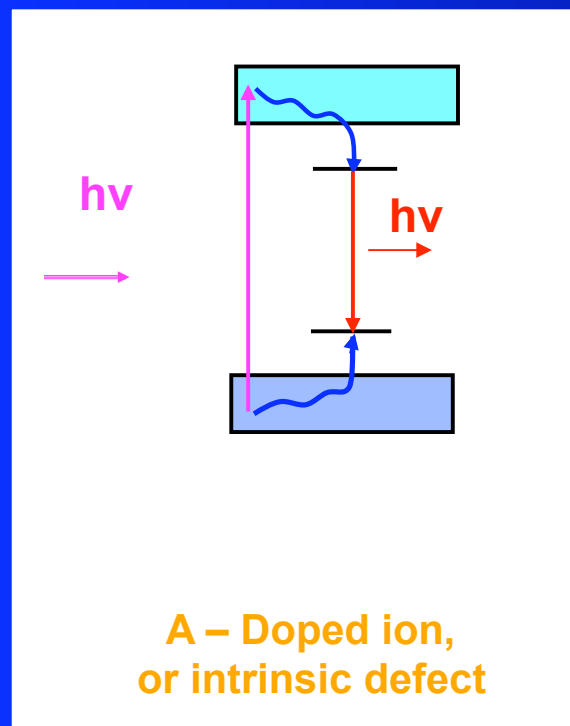 hν
hν
A – Doped ion,
or intrinsic defect